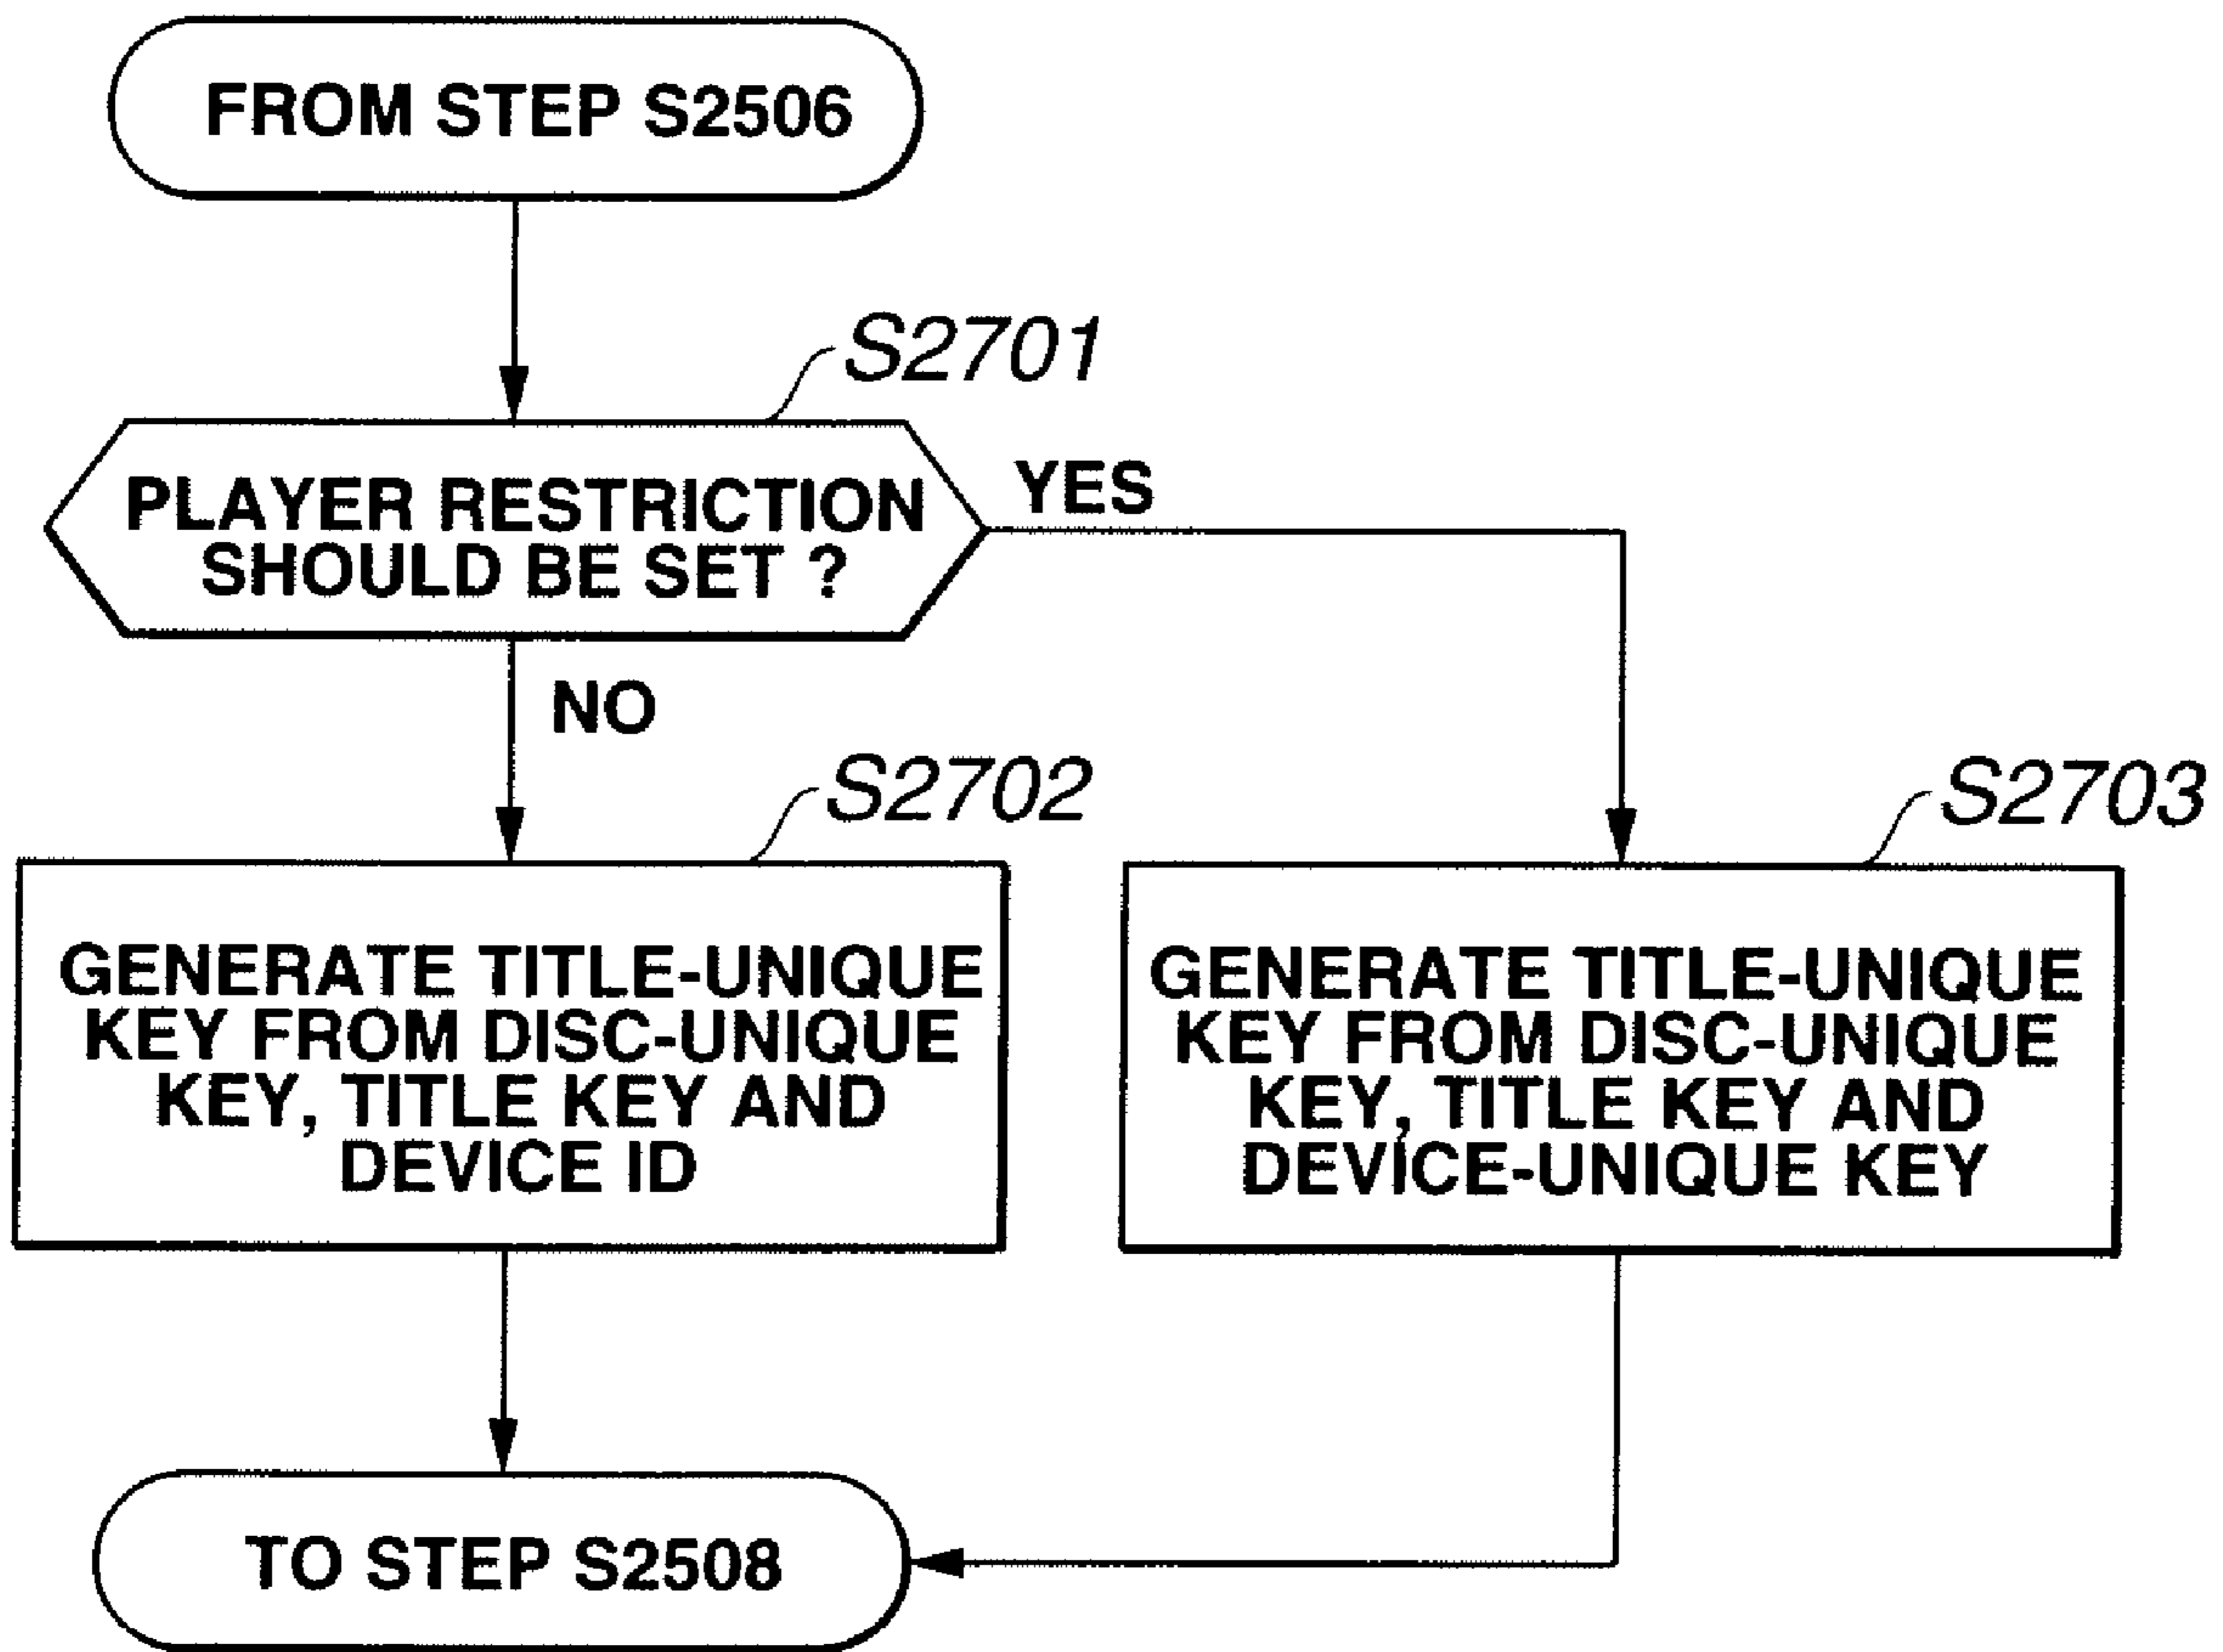 FROM STEP S2506
S2701
PLAYER RESTRICTION
SHOULD BE SET ?
YES
NO
S2702
GENERATE TITLE-UNIQUE
KEY FROM DISC-UNIQUE
KEY, TITLE KEY AND
DEVICE ID
S2703
GENERATE TITLE-UNIQUE
KEY FROM DISC-UNIQUE
KEY, TITLE KEY AND
DEVICE-UNIQUE KEY
TO STEP S2508